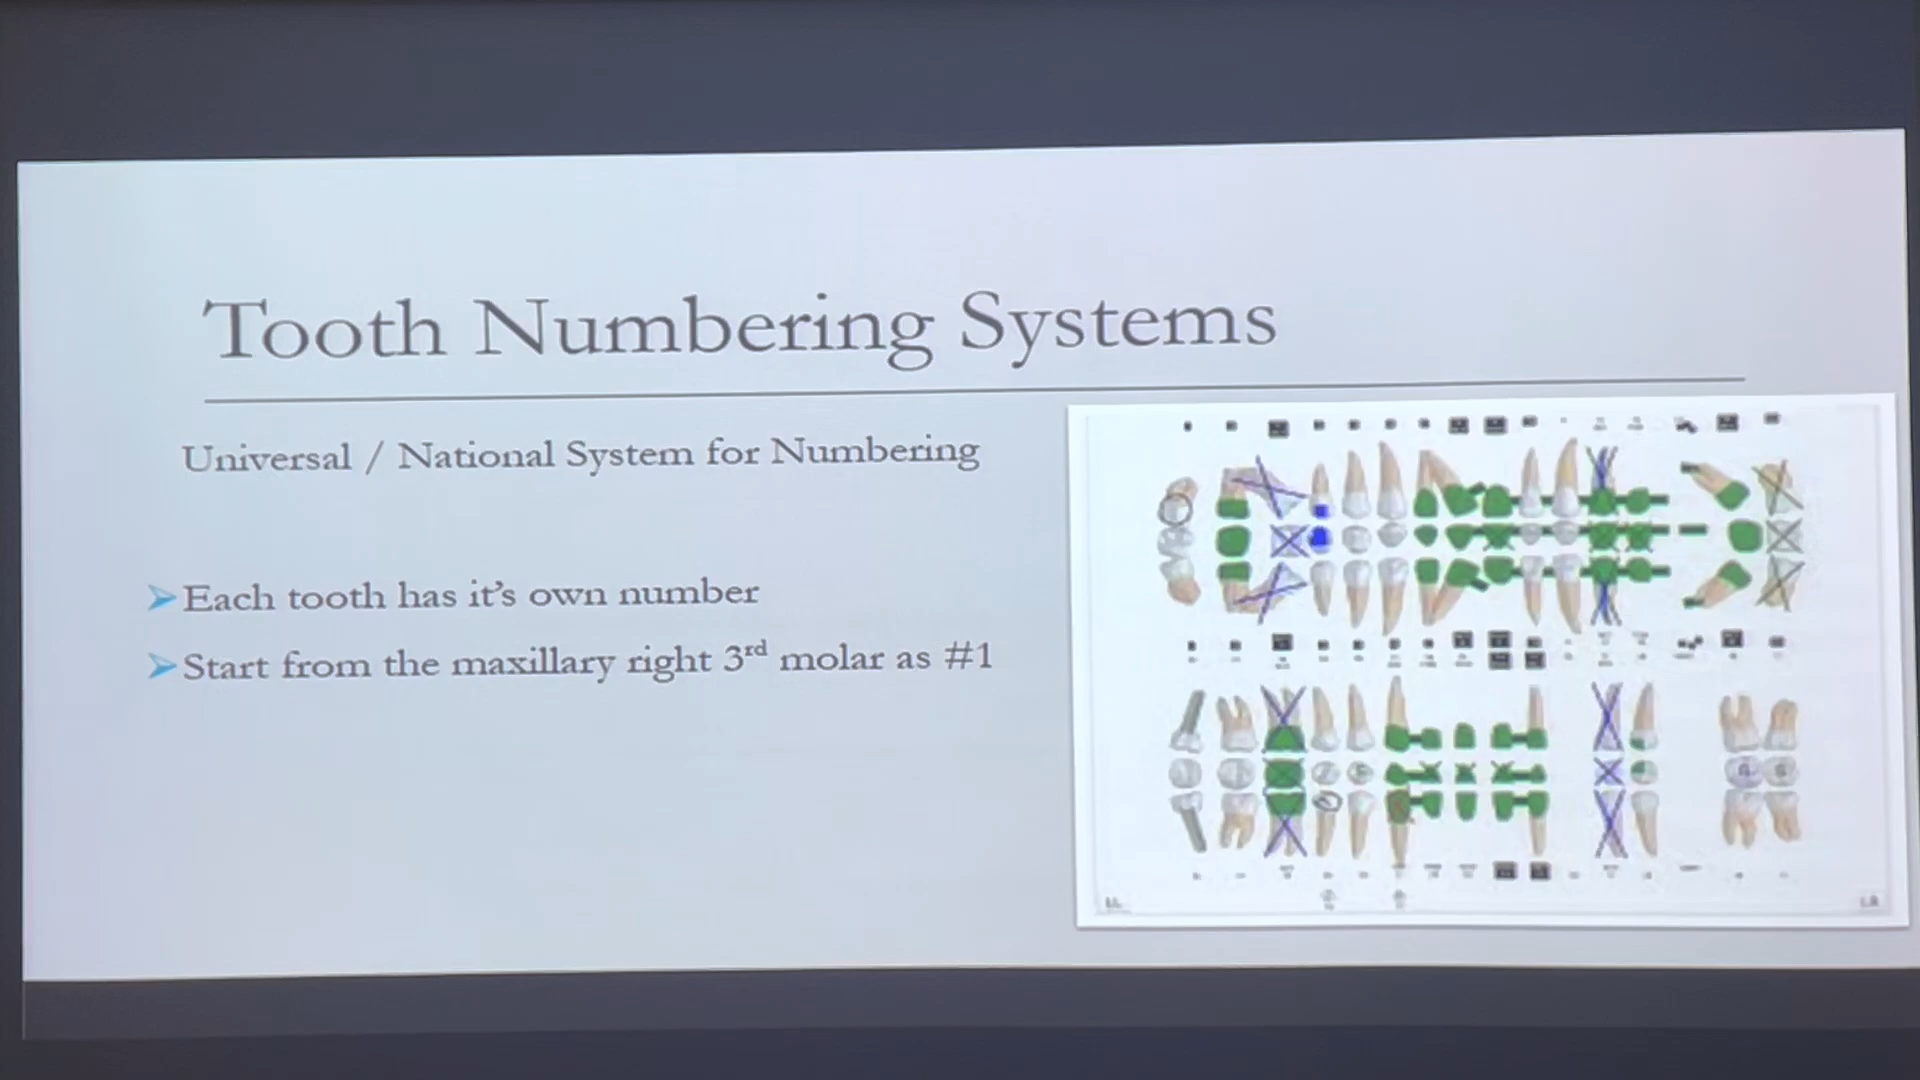 Tooth Numbering Systems
Universal / National System for Numbering
Each tooth has it's own number
Start from the maxillary right 3rd molar as #1